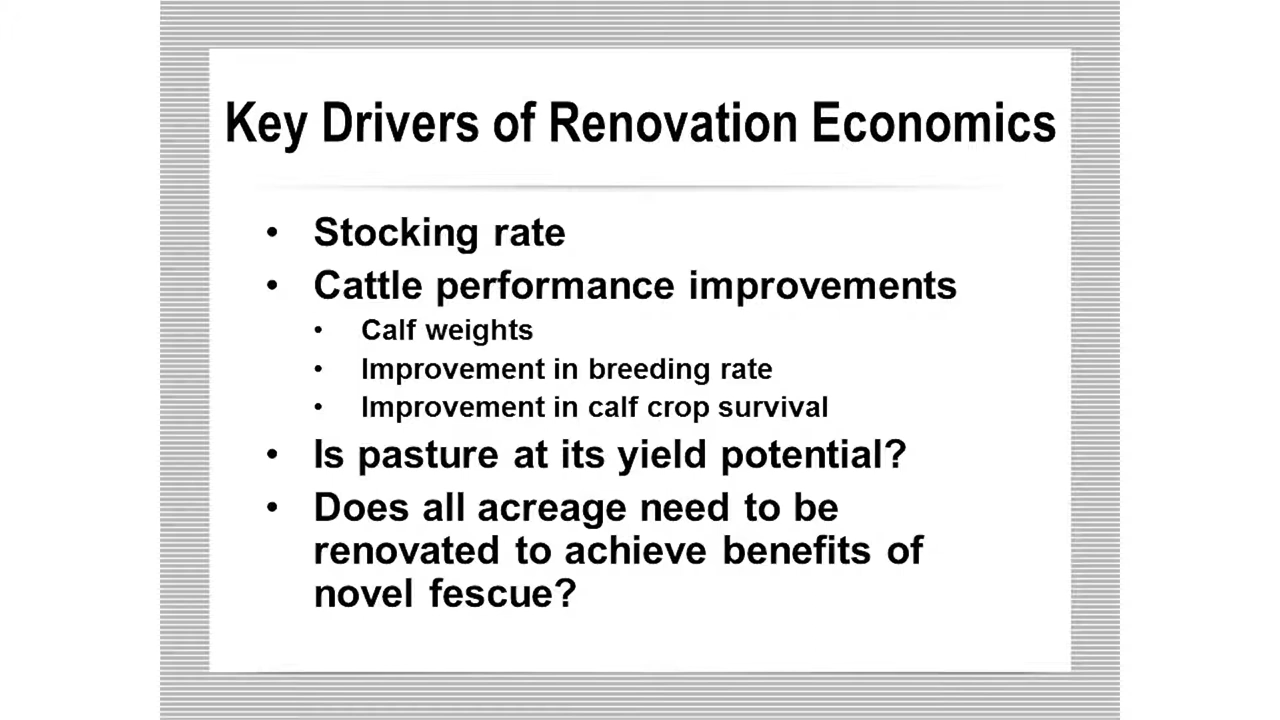 Key Drivers of Renovation Economics
• Stocking rate
• Cattle performance improvements
• Calf weights
• Improvement in breeding rate
• Improvement in calf crop survival
• Is pasture at its yield potential?
• Does all acreage need to be
renovated to achieve benefits of
novel fescue?